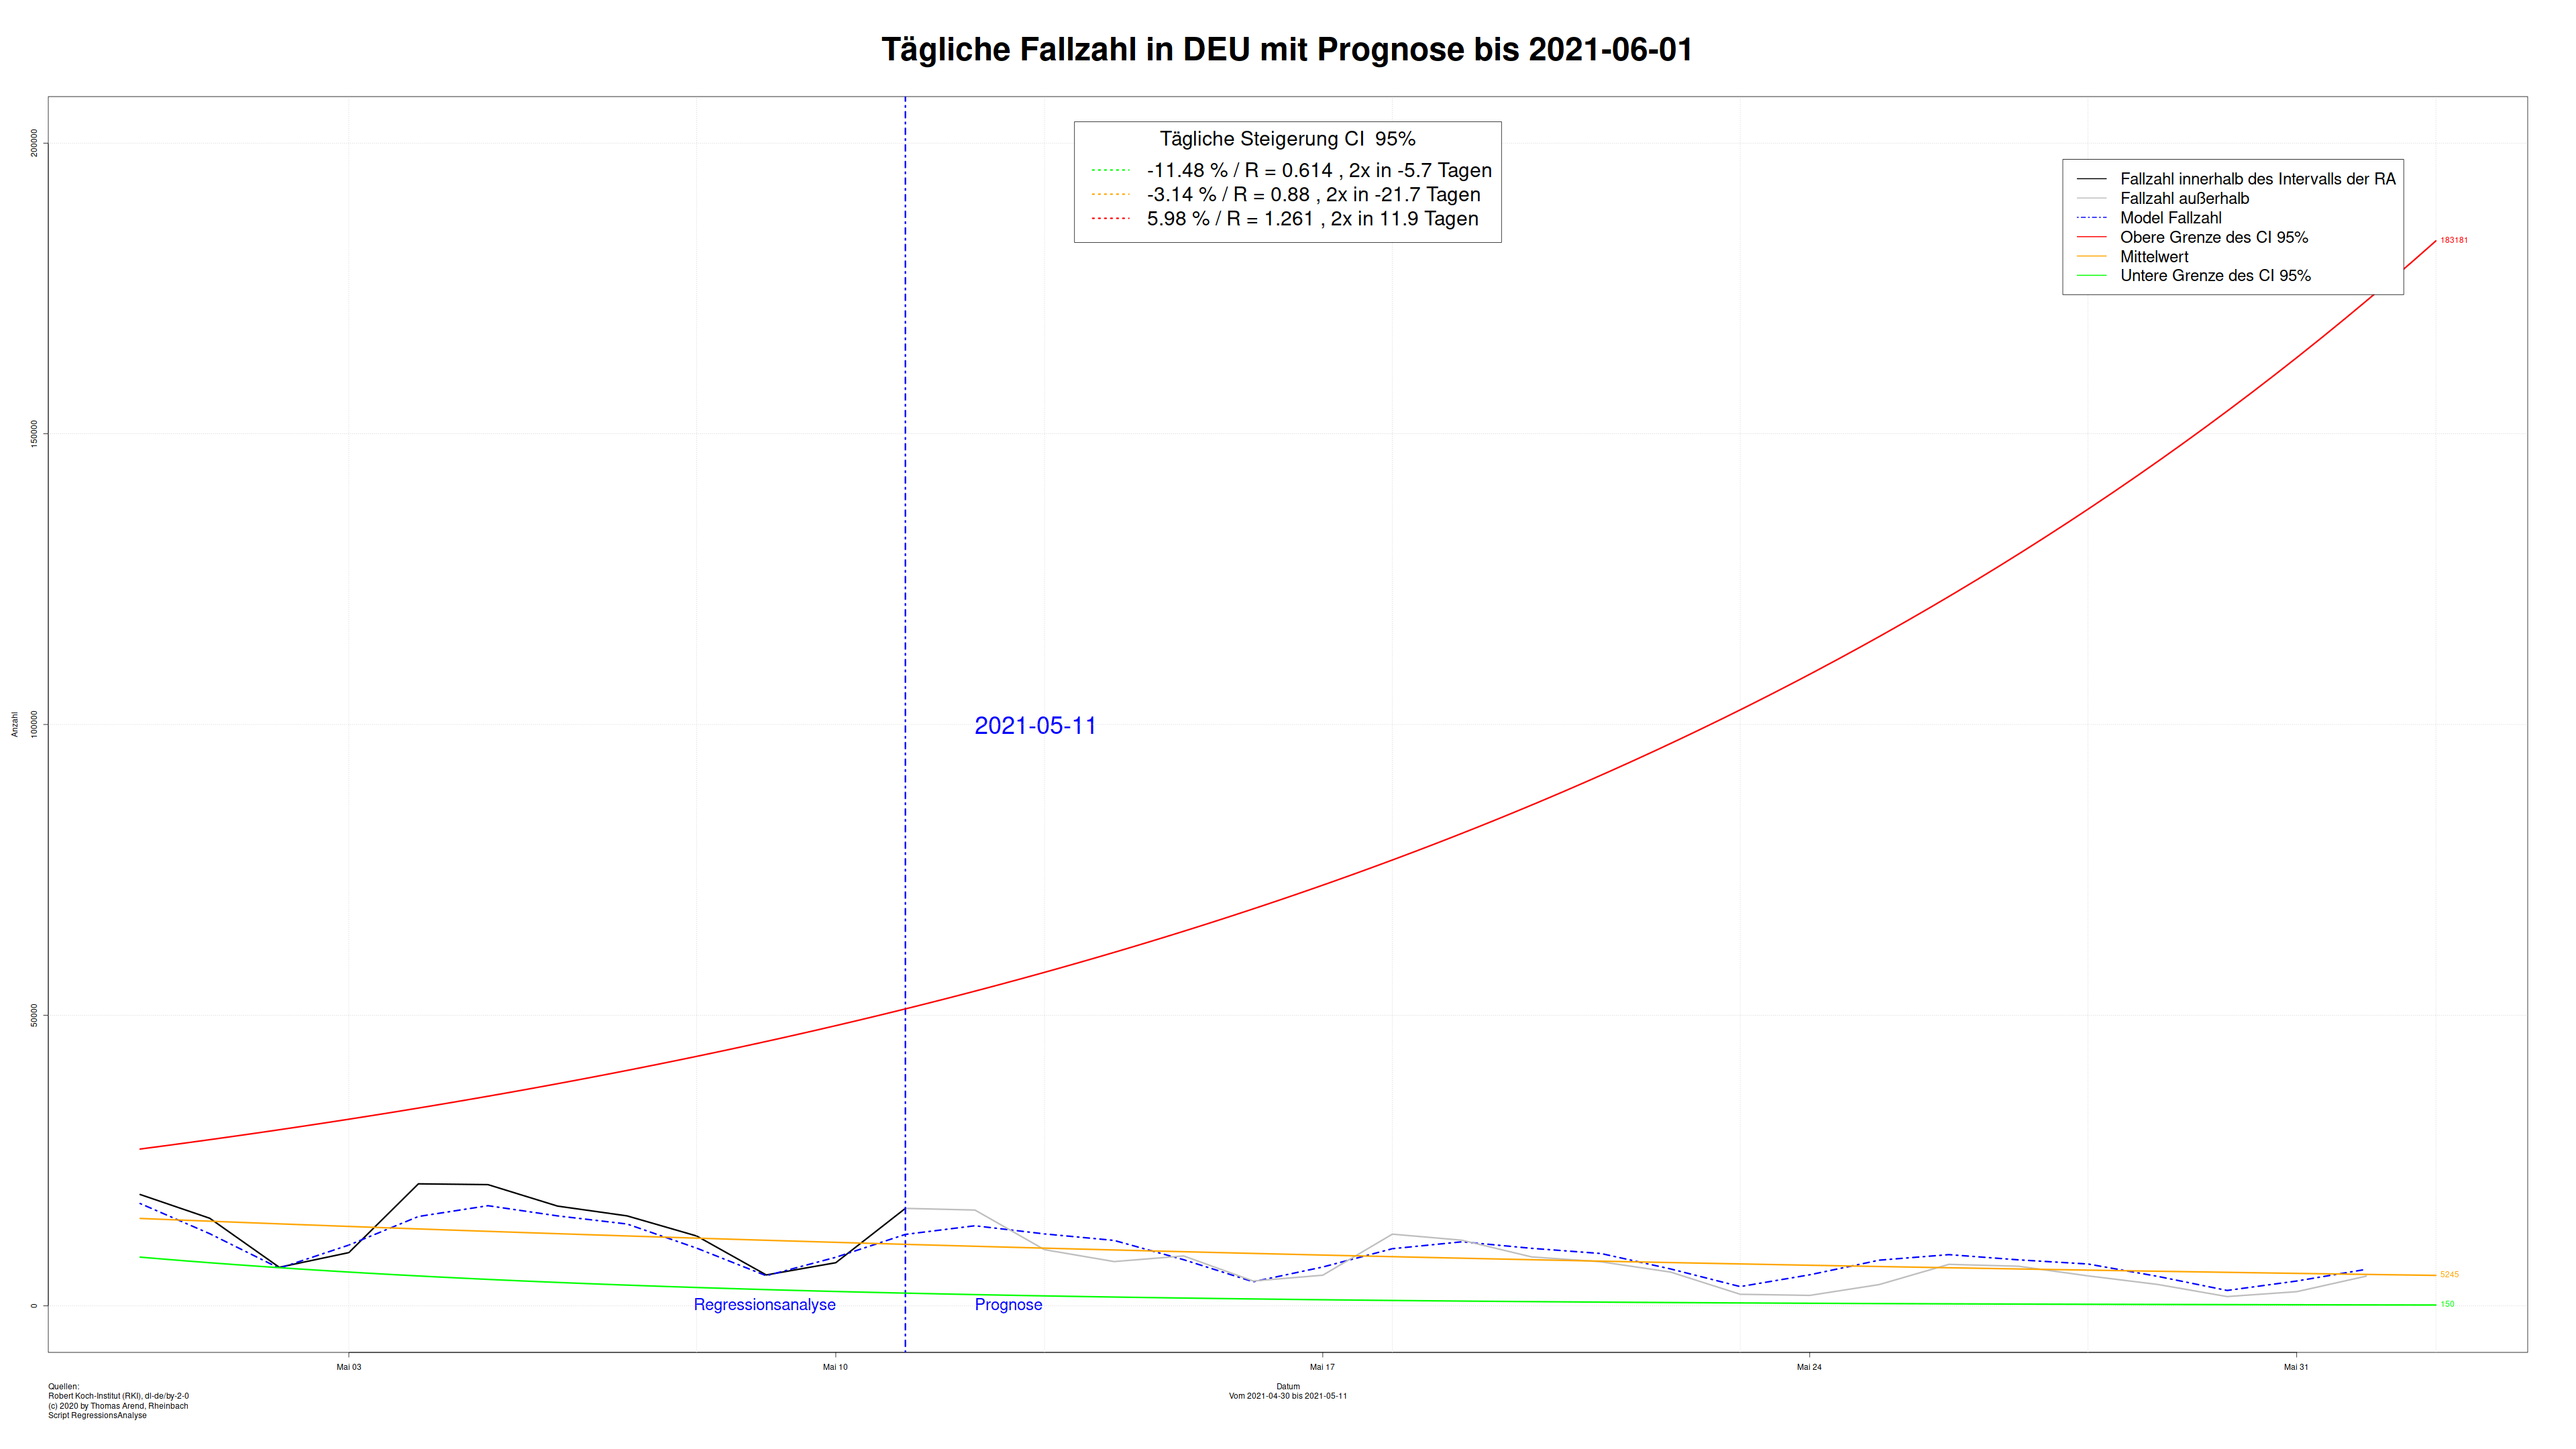 Tägliche Fallzahl in DEU mit Prognose bis 2021-06-01
Tägliche Steigerung CI  95%
-11.48 % / R = 0.614 , 2x in -5.7 Tagen
-3.14 % / R = 0.88 , 2x in -21.7 Tagen
5.98 % / R = 1.261 , 2x in 11.9 Tagen
Fallzahl innerhalb des Intervalls der RA
Fallzahl außerhalb
Model Fallzahl
Obere Grenze des CI 95%
Mittelwert
Untere Grenze des CI 95%
183181
200000
150000
100000
50000
0
Anzahl
2021-05-11
Regressionsanalyse
Prognose
5245
150
Mai 03
Mai 10
Mai 17
Mai 24
Mai 31
Datum
Vom 2021-04-30 bis 2021-05-11
Quellen:
Robert Koch-Institut (RKI), dl-de/by-2-0
(c) 2020 by Thomas Arend, Rheinbach
Script RegressionsAnalyse